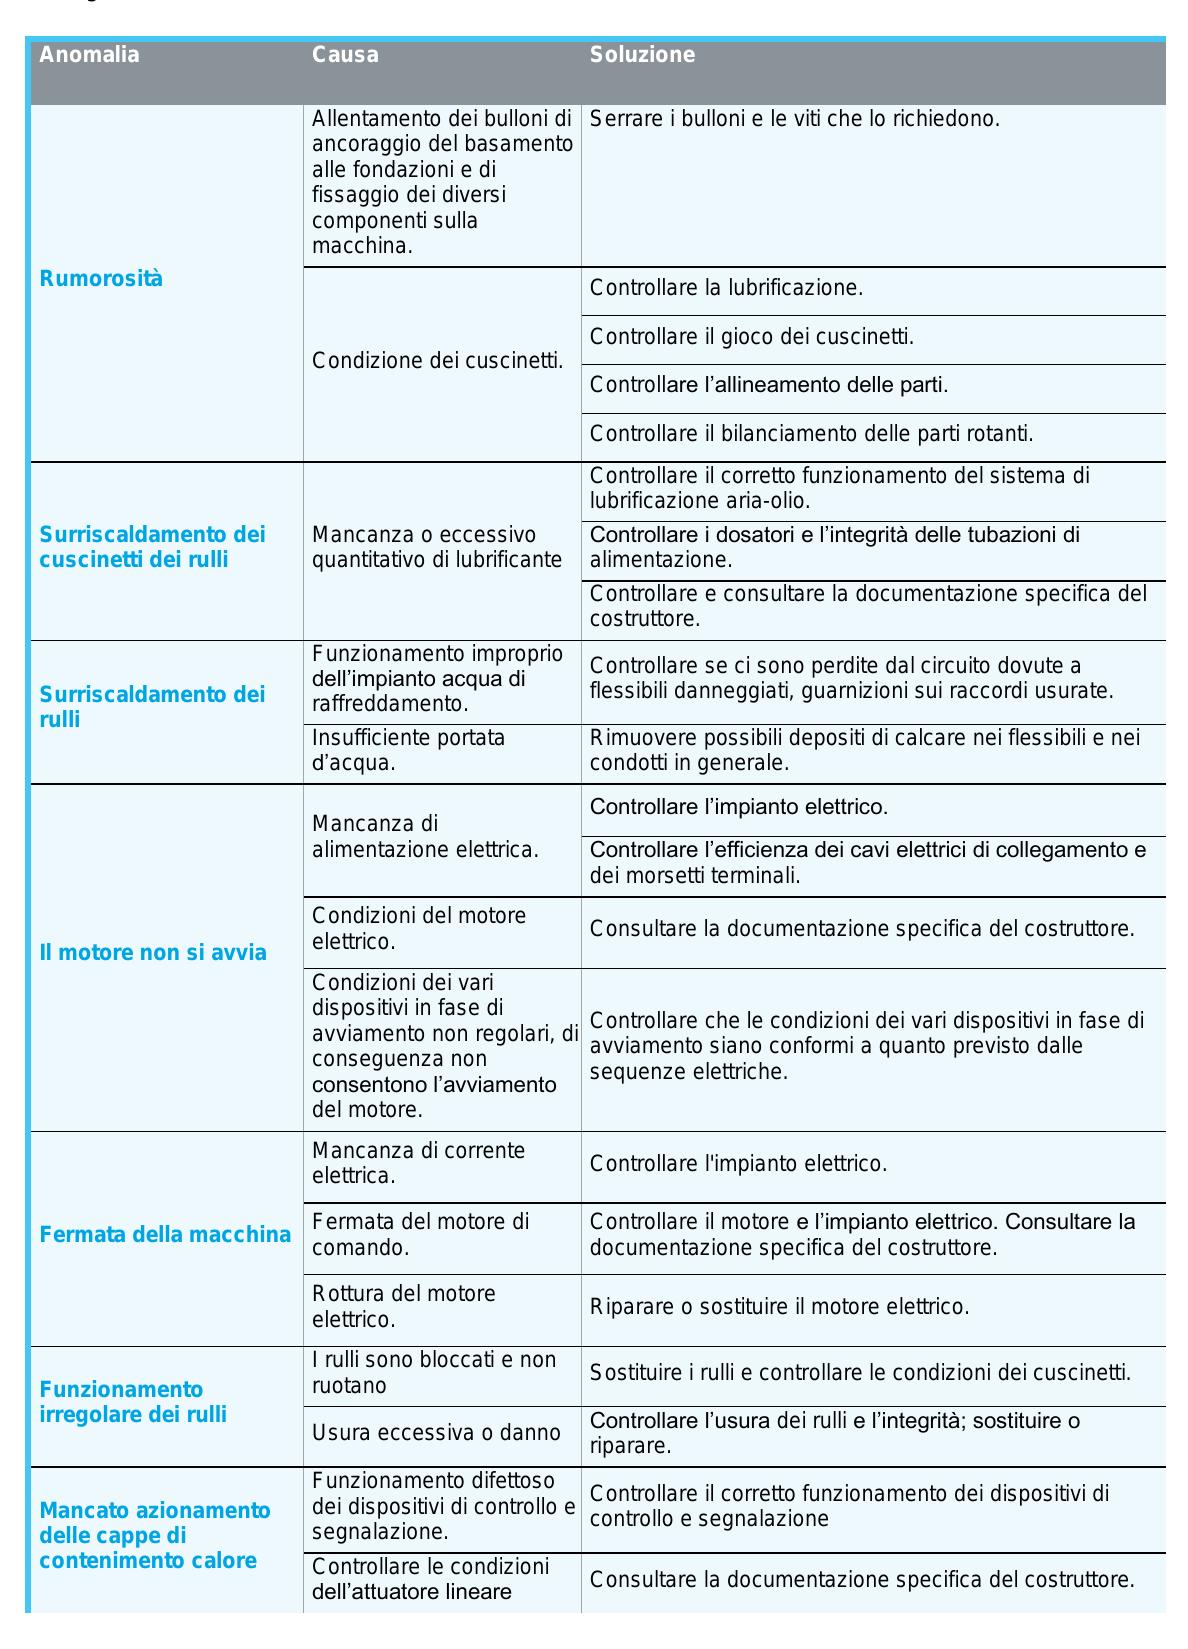 Anomalia
Causa
Soluzione
Rumorosità
Allentamento dei bulloni di
ancoraggio del basamento
alle fondazioni e di
fissaggio dei diversi
componenti sulla
macchina.
Serrare i bulloni e le viti che lo richiedono.
Condizione dei cuscinetti.
Controllare la lubrificazione.
Controllare il gioco dei cuscinetti.
Controllare l’allineamento delle parti.
Controllare il bilanciamento delle parti rotanti.
Surriscaldamento dei
cuscinetti dei rulli
Mancanza o eccessivo
quantitativo di lubrificante
Controllare il corretto funzionamento del sistema di
lubrificazione aria-olio.
Controllare i dosatori e l’integrità delle tubazioni di
alimentazione.
Controllare e consultare la documentazione specifica del
costruttore.
Surriscaldamento dei
rulli
Funzionamento improprio
dell’impianto acqua di
raffreddamento.
Controllare se ci sono perdite dal circuito dovute a
flessibili danneggiati, guarnizioni sui raccordi usurate.
Insufficiente portata
d’acqua.
Rimuovere possibili depositi di calcare nei flessibili e nei
condotti in generale.
Il motore non si avvia
Mancanza di
alimentazione elettrica.
Controllare l’impianto elettrico.
Controllare l’efficienza dei cavi elettrici di collegamento e
dei morsetti terminali.
Condizioni del motore
elettrico.
Consultare la documentazione specifica del costruttore.
Condizioni dei vari
dispositivi in fase di
avviamento non regolari, di
conseguenza non
consentono l’avviamento
del motore.
Controllare che le condizioni dei vari dispositivi in fase di
avviamento siano conformi a quanto previsto dalle
sequenze elettriche.
Fermata della macchina
Mancanza di corrente
elettrica.
Controllare l'impianto elettrico.
Fermata del motore di
comando.
Controllare il motore e l’impianto elettrico. Consultare la
documentazione specifica del costruttore.
Rottura del motore
elettrico.
Riparare o sostituire il motore elettrico.
Funzionamento
irregolare dei rulli
I rulli sono bloccati e non
ruotano
Sostituire i rulli e controllare le condizioni dei cuscinetti.
Usura eccessiva o danno
Controllare l’usura dei rulli e l’integrità; sostituire o
riparare.
Mancato azionamento
delle cappe di
contenimento calore
Funzionamento difettoso
dei dispositivi di controllo e
segnalazione.
Controllare il corretto funzionamento dei dispositivi di
controllo e segnalazione
Controllare le condizioni
dell’attuatore lineare
Consultare la documentazione specifica del costruttore.